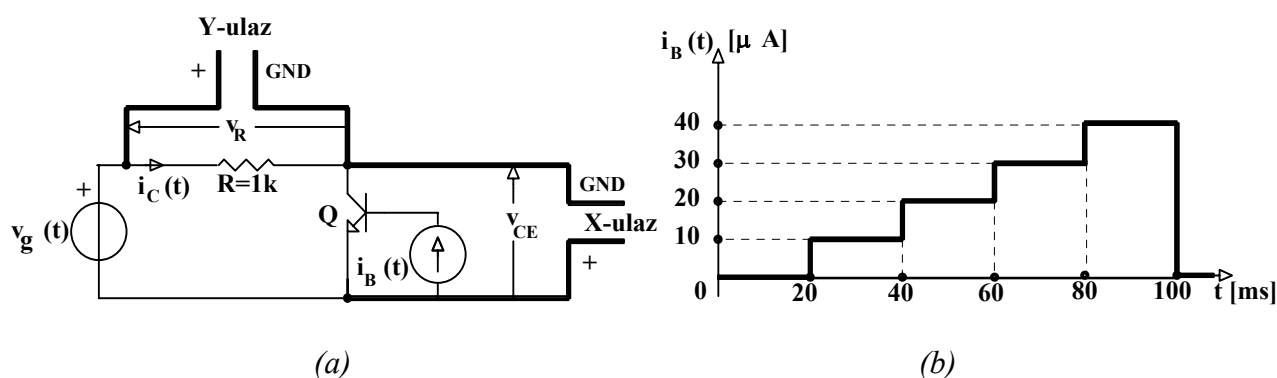 Y-ulaz
+
GND
v_R
+
i_C(t)
R=1k
GND
v_g(t)
Q
i_B(t)
v_CE
X-ulaz
+
(a)
i_B(t) [μ A]
40
30
20
10
0
20
40
60
80
100
t [ms]
(b)